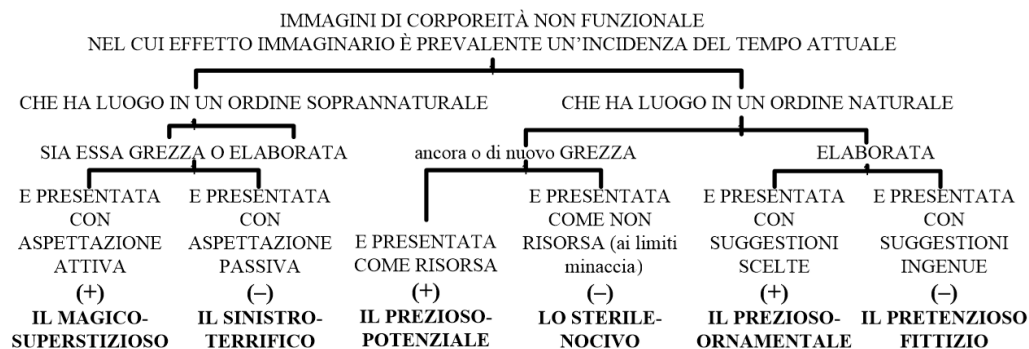 IMMAGINI DI CORPOREITÀ NON FUNZIONALE
NEL CUI EFFETTO IMMAGINARIO È PREVALENTE UN'INCIDENZA DEL TEMPO ATTUALE
CHE HA LUOGO IN UN ORDINE SOPRANNATURALE
CHE HA LUOGO IN UN ORDINE NATURALE
SIA ESSA GREZZA O ELABORATA
ancora o di nuovo GREZZA
ELABORATA
E PRESENTATA
CON
ASPETTAZIONE
ATTIVA
(+)
IL MAGICO-
SUPERSTIZIOSO
E PRESENTATA
CON
ASPETTAZIONE
PASSIVA
(–)
IL SINISTRO-
TERRIFICO
E PRESENTATA
COME RISORSA
(+)
IL PREZIOSO-
POTENZIALE
E PRESENTATA
COME NON
RISORSA (ai limiti
minaccia)
(–)
LO STERILE-
NOCIVO
E PRESENTATA
CON
SUGGESTIONI
SCELTE
(+)
IL PREZIOSO-
ORNAMENTALE
E PRESENTATA
CON
SUGGESTIONI
INGENUE
(–)
IL PRETENZIOSO
FITTIZIO